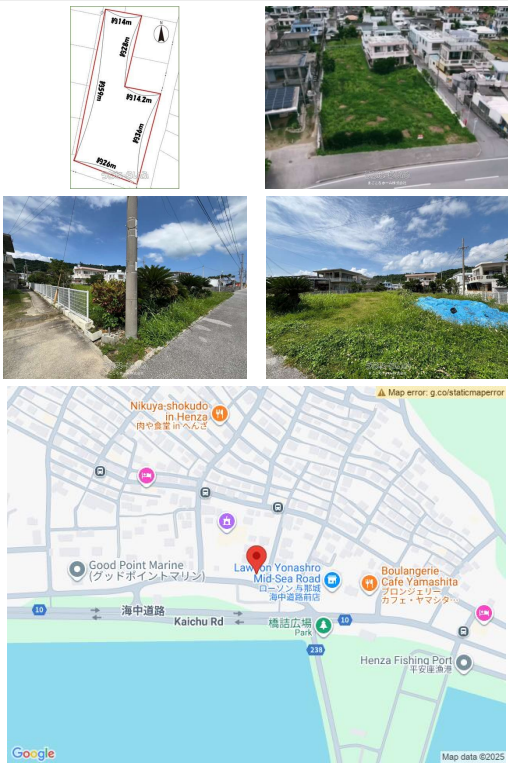 約14m
N
約28m
約59m
約14.2m
約36m
約26m
Map error: g.co/staticmaperror
Nikuya-shokudo
in Henza
肉や食堂 in へんざ
Good Point Marine
(グッドポイントマリン)
Lawson Yonashiro
Mid-Sea Road
ローソン 与那城
海中道路前店
Boulangerie
Cafe Yamashita
ブロンジェリー
カフェ・ヤマシタ…
10
海中道路
Kaichu Rd
10
橋詰広場
Park
238
Henza Fishing Port
平安座漁港
Google
Map data ©2025